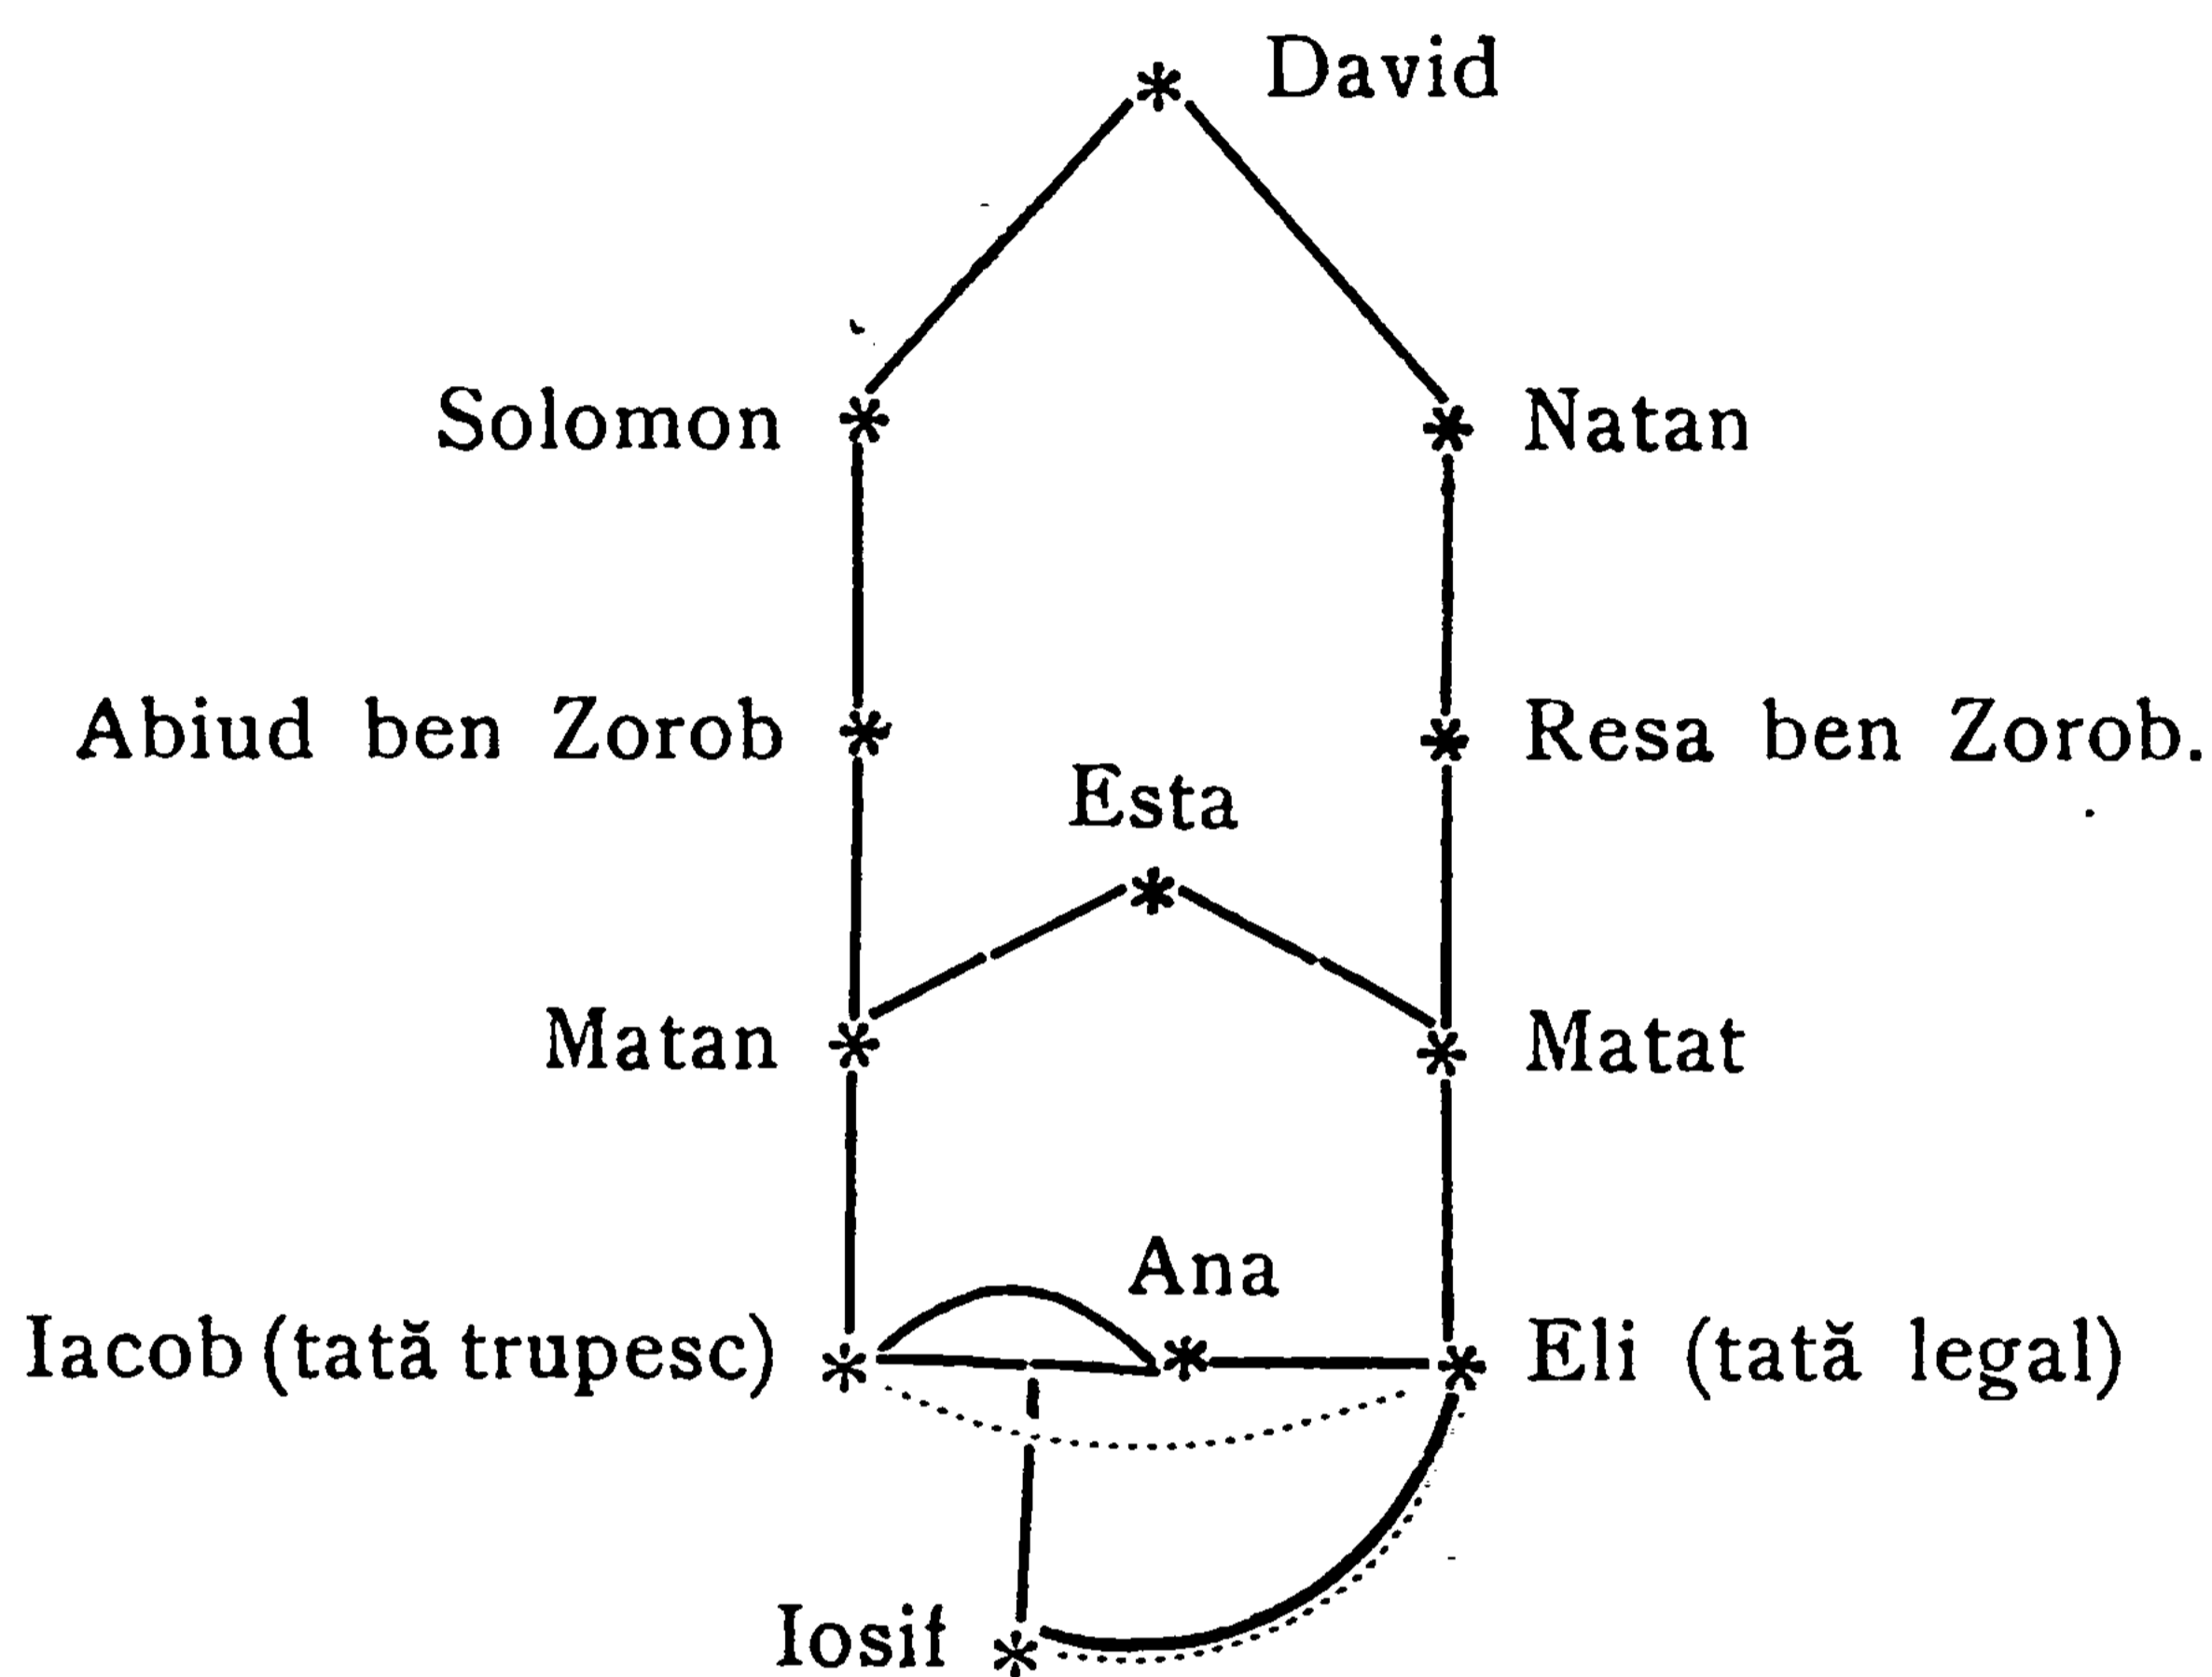 David
Solomon Natan
Abiud ben Zorob Resa ben Zorob.
Esta
Matan Matat
Ana
Iacob (tată trupesc) Eli (tată legal)
Iosif